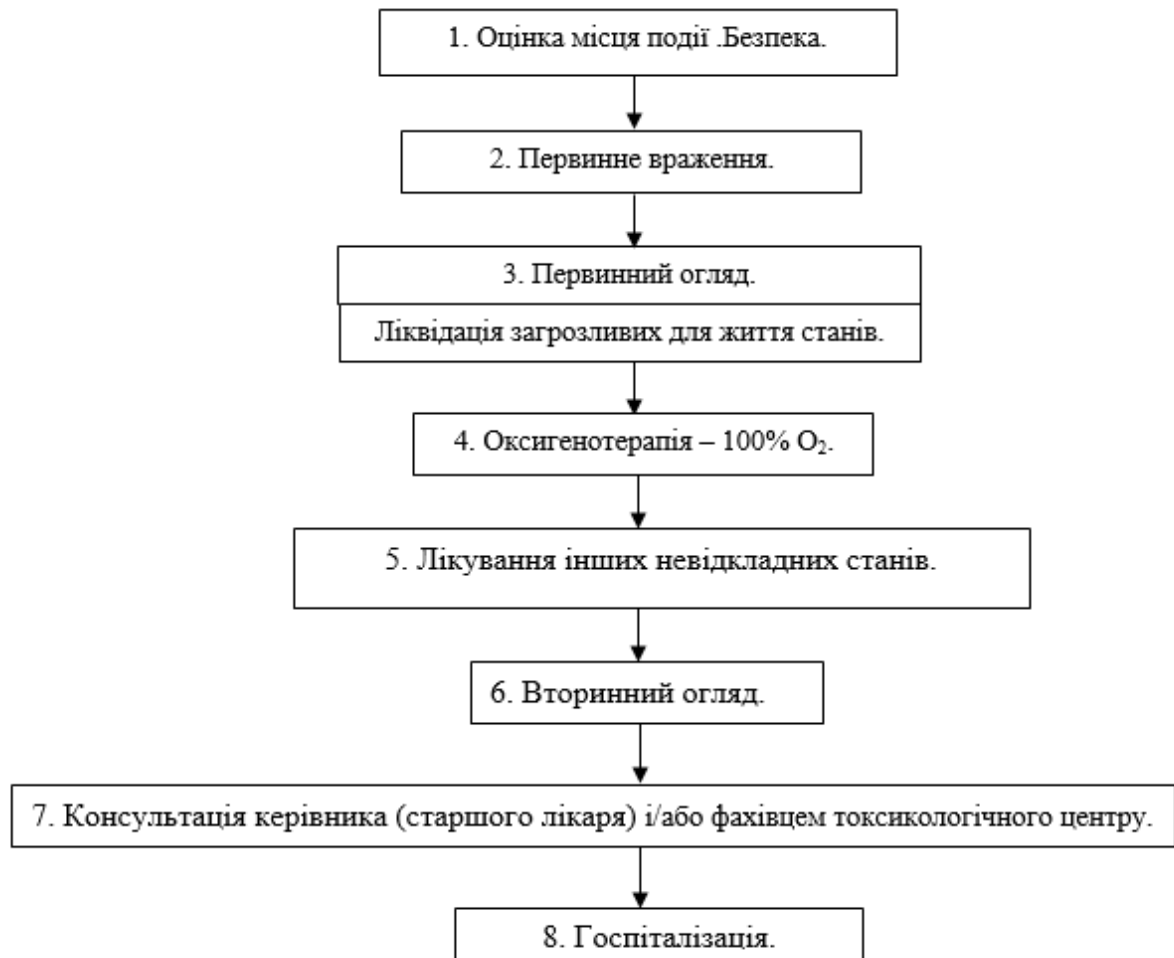 1. Оцінка місця події .Безпека.
2. Первинне враження.
3. Первинний огляд.
Ліквідація загрозливих для життя станів.
4. Оксигенотерапія – 100% O₂.
5. Лікування інших невідкладних станів.
6. Вторинний огляд.
7. Консультація керівника (старшого лікаря) і/або фахівцем токсикологічного центру.
8. Госпіталізація.